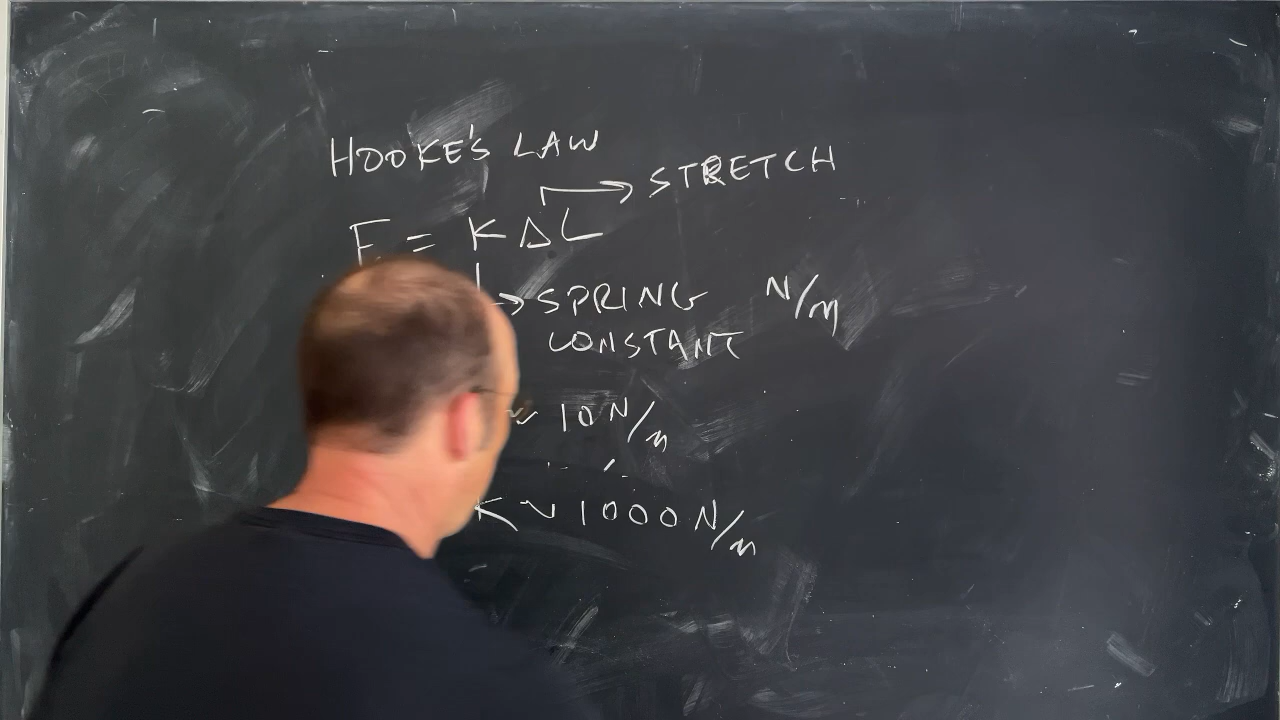 HOOKE'S LAW
→ STRETCH
F = KΔL
→ SPRING N/m
CONSTANT
~ 10 N/m
K ~ 1000 N/m